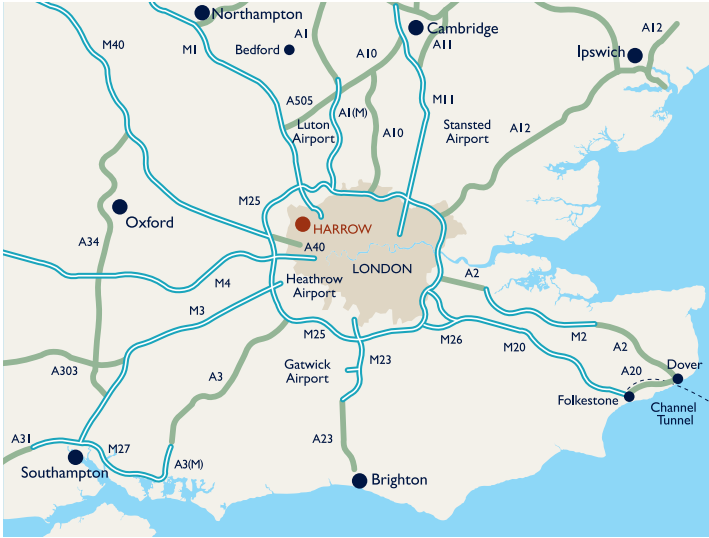 Northampton
A1
Cambridge
A12
M40
M1
Bedford
A10
A11
Ipswich
A505
A1(M)
M11
Luton
Airport
A10
Stansted
Airport
A12
M25
Oxford
HARROW
A34
A40
LONDON
A2
M4
Heathrow
Airport
M3
M25
M26
M20
M2
A2
Gatwick
Airport
M23
A303
A3
Dover
A20
Folkestone
Channel
Tunnel
A31
M27
A23
Southampton
A3(M)
Brighton